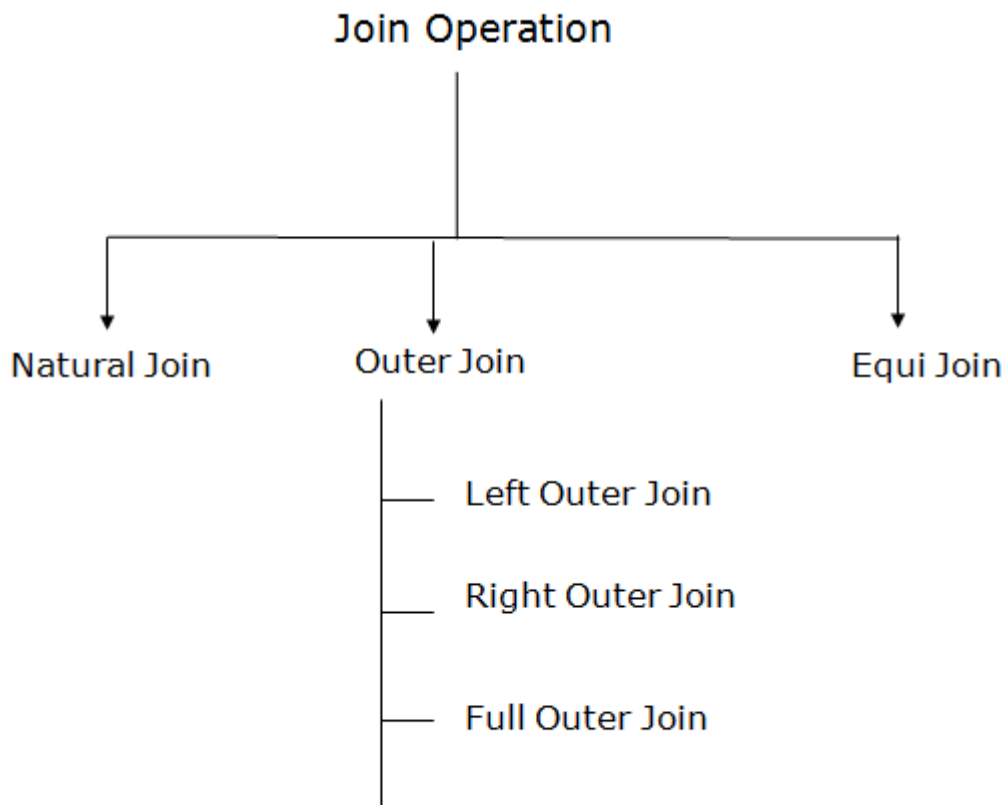 Join Operation
Natural Join
Outer Join
Equi Join
Left Outer Join
Right Outer Join
Full Outer Join